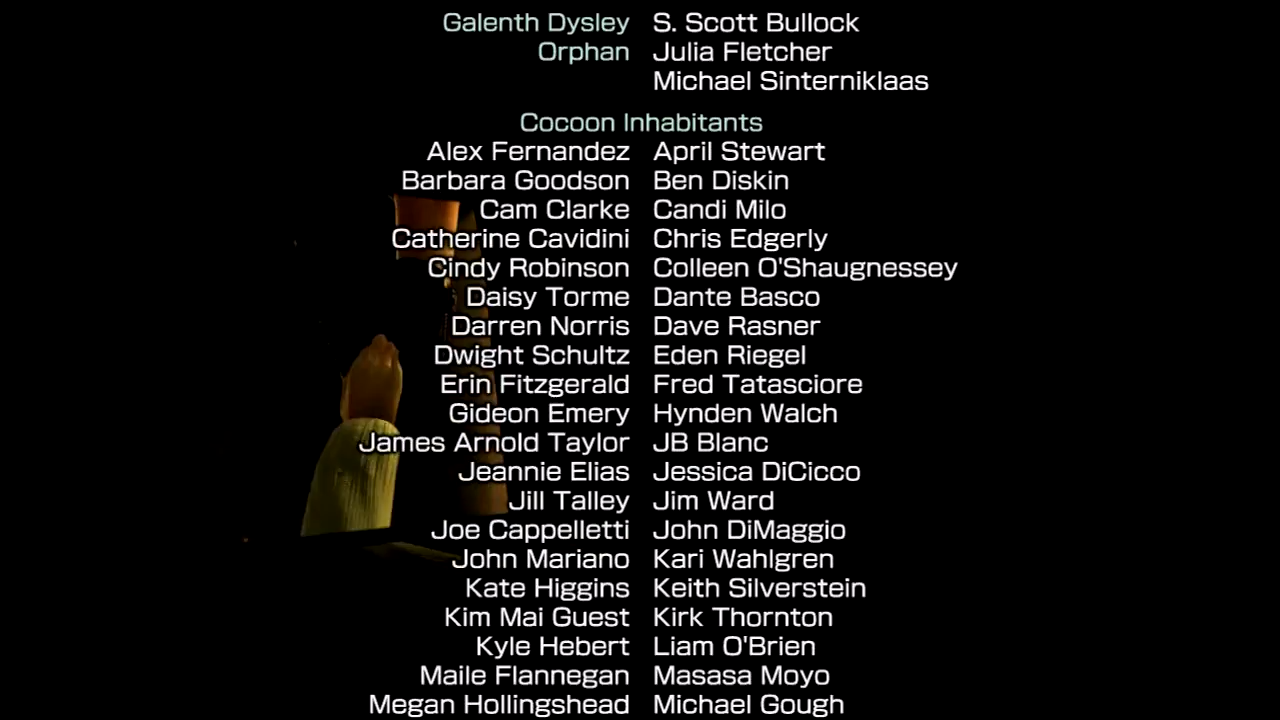 Galenth Dysley S. Scott Bullock
Orphan Julia Fletcher
Michael Sinterniklaas
Cocoon Inhabitants
Alex Fernandez April Stewart
Barbara Goodson Ben Diskin
Cam Clarke Candi Milo
Catherine Cavidini Chris Edgerly
Cindy Robinson Colleen O'Shaugnessey
Daisy Torme Dante Basco
Darren Norris Dave Rasner
Dwight Schultz Eden Riegel
Erin Fitzgerald Fred Tatasciore
Gideon Emery Hynden Walch
James Arnold Taylor JB Blanc
Jeannie Elias Jessica DiCicco
Jill Talley Jim Ward
Joe Cappelletti John DiMaggio
John Mariano Kari Wahlgren
Kate Higgins Keith Silverstein
Kim Mai Guest Kirk Thornton
Kyle Hebert Liam O'Brien
Maile Flannegan Masasa Moyo
Megan Hollingshead Michael Gough